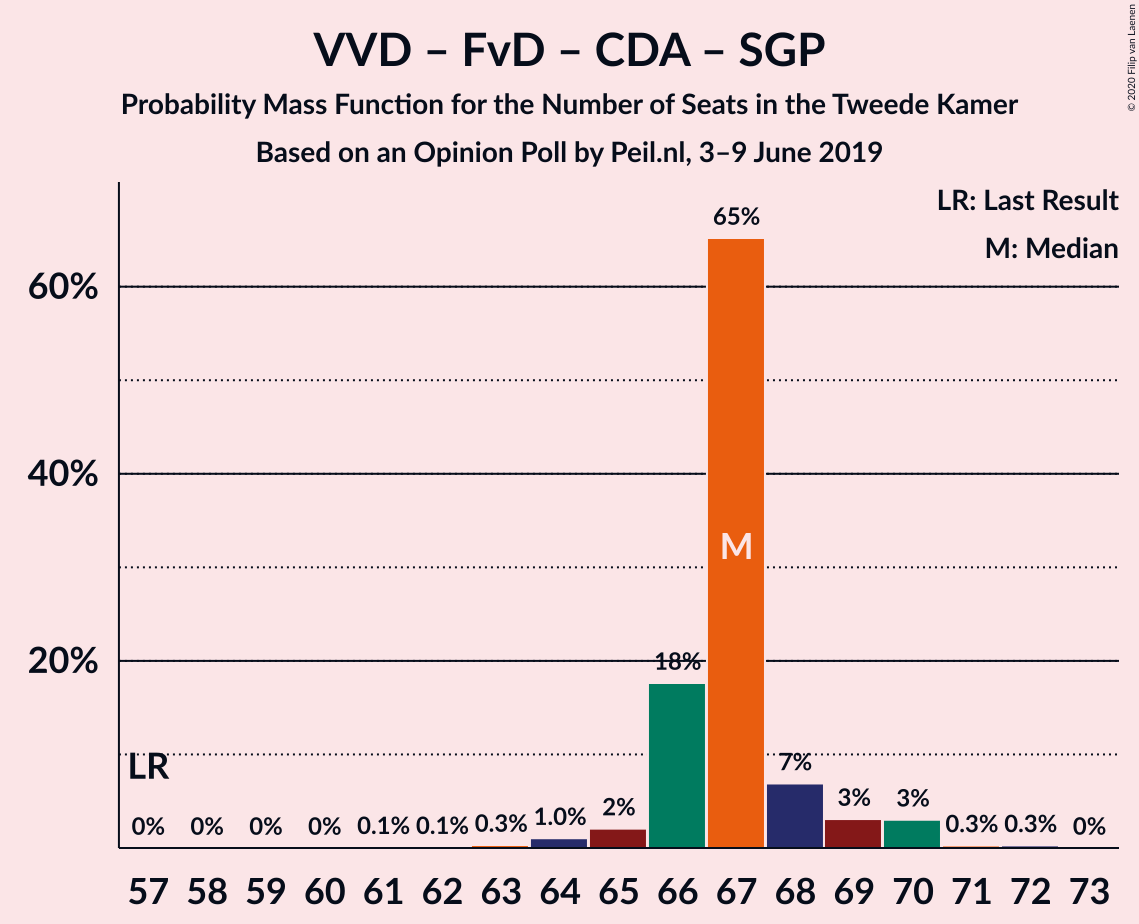 VVD – FvD – CDA – SGP
Probability Mass Function for the Number of Seats in the Tweede Kamer
Based on an Opinion Poll by Peil.nl, 3–9 June 2019
© 2020 Filip van Laenen
LR: Last Result
M: Median
60%
40%
20%
65%
M
18%
LR
7%
0% 0% 0% 0% 0.1% 0.1% 0.3% 1.0% 2% 3% 3% 0.3% 0.3% 0%
57 58 59 60 61 62 63 64 65 66 67 68 69 70 71 72 73